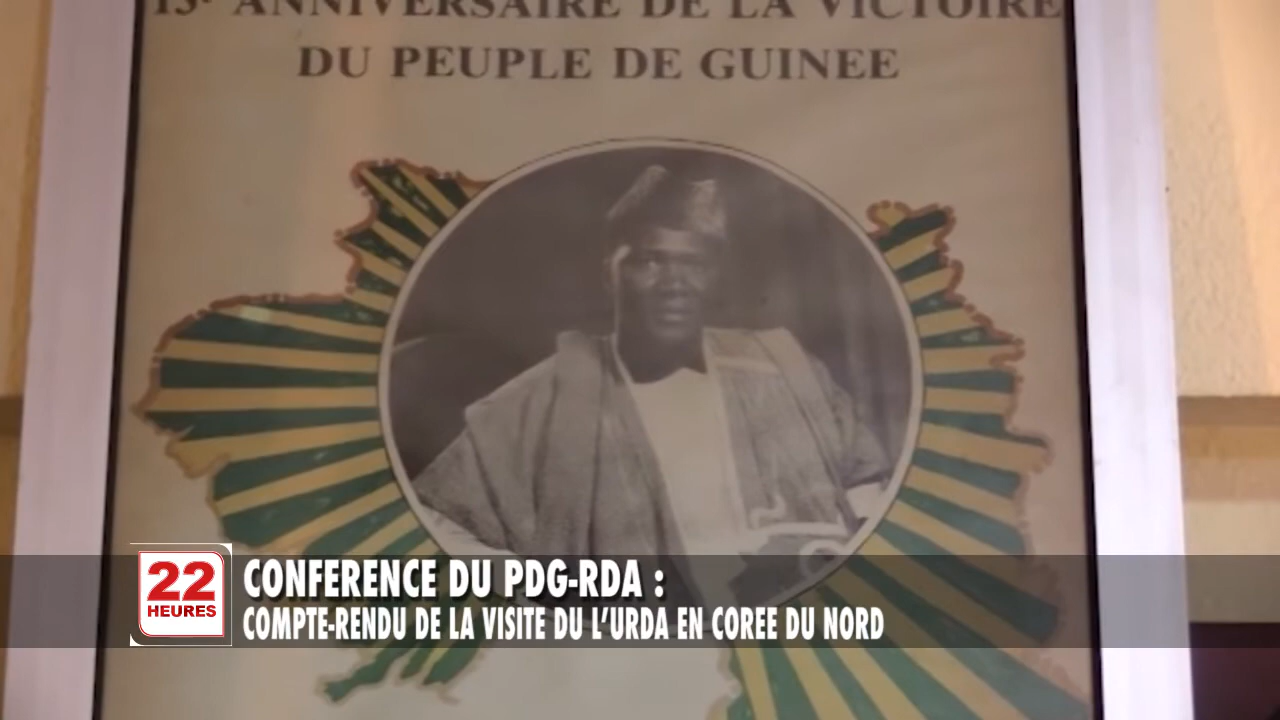 ANNIVERSAIRE DE LA VICTOIRE
DU PEUPLE DE GUINEE
22
HEURES
CONFERENCE DU PDG-RDA :
COMPTE-RENDU DE LA VISITE DU L'URDA EN COREE DU NORD